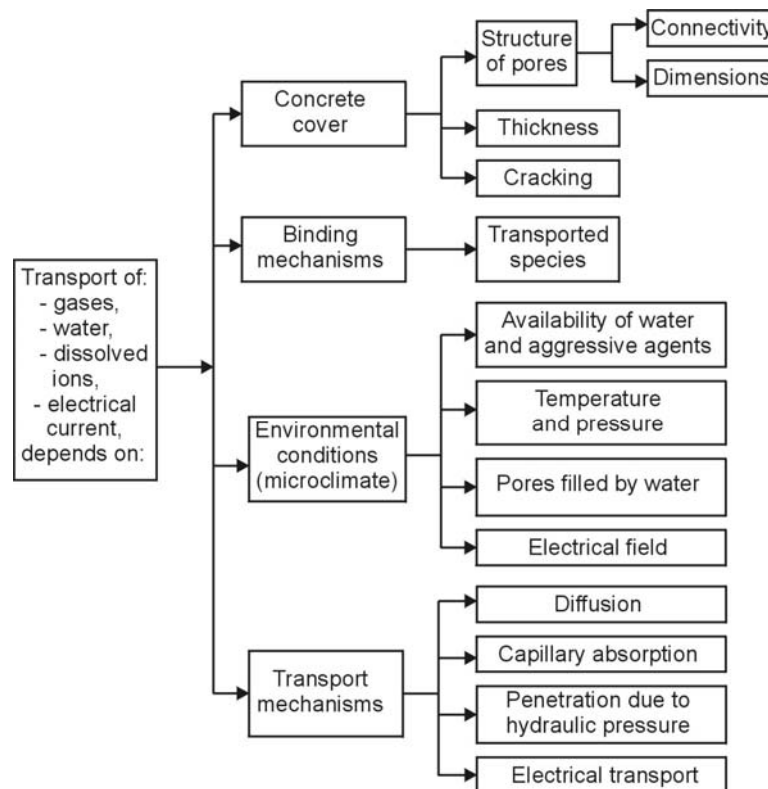 Transport of:
- gases,
- water,
- dissolved
ions,
- electrical
current,
depends on:
Concrete
cover
Structure
of pores
Connectivity
Dimensions
Thickness
Cracking
Binding
mechanisms
Transported
species
Environmental
conditions
(microclimate)
Availability of water
and aggressive agents
Temperature
and pressure
Pores filled by water
Electrical field
Transport
mechanisms
Diffusion
Capillary absorption
Penetration due to
hydraulic pressure
Electrical transport